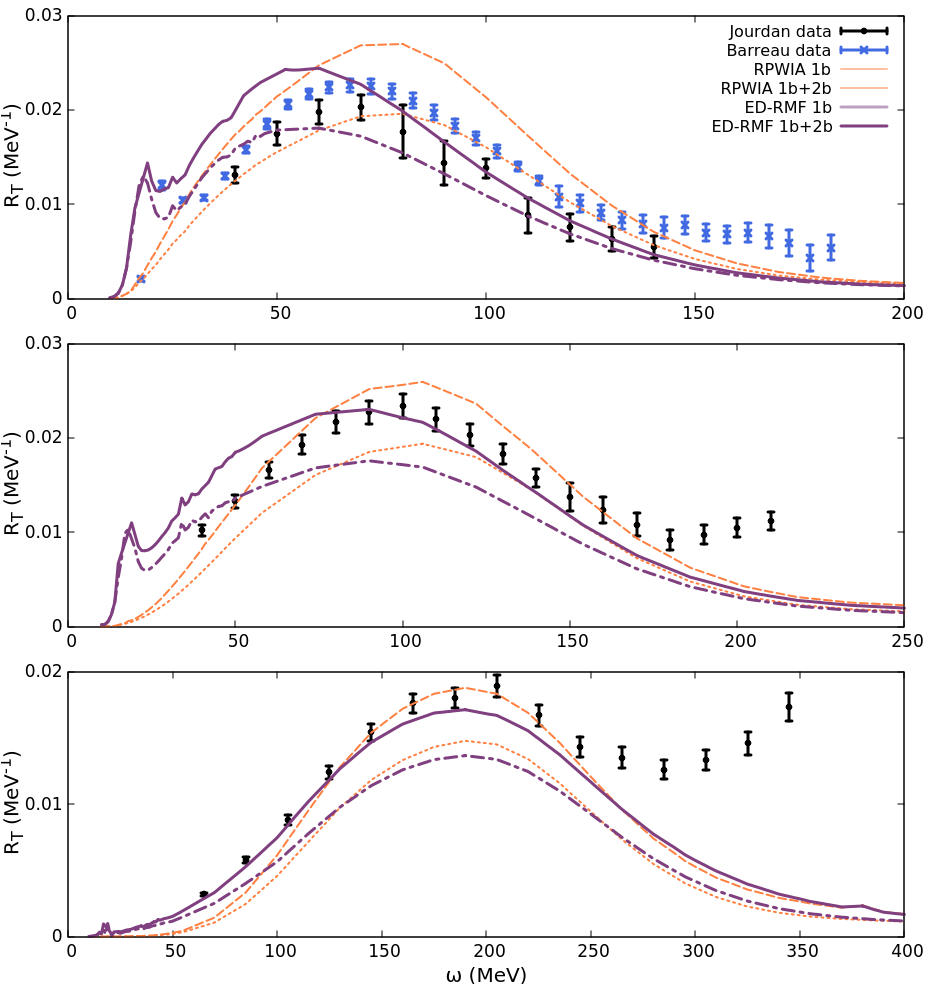 0.03
0.02
0.01
0
R_T (MeV^-1)
Jourdan data
Barreau data
RPWIA 1b
RPWIA 1b+2b
ED-RMF 1b
ED-RMF 1b+2b
0 50 100 150 200
0.03
0.02
0.01
0
R_T (MeV^-1)
0 50 100 150 200 250
0.02
0.01
0
R_T (MeV^-1)
0 50 100 150 200 250 300 350 400
ω (MeV)